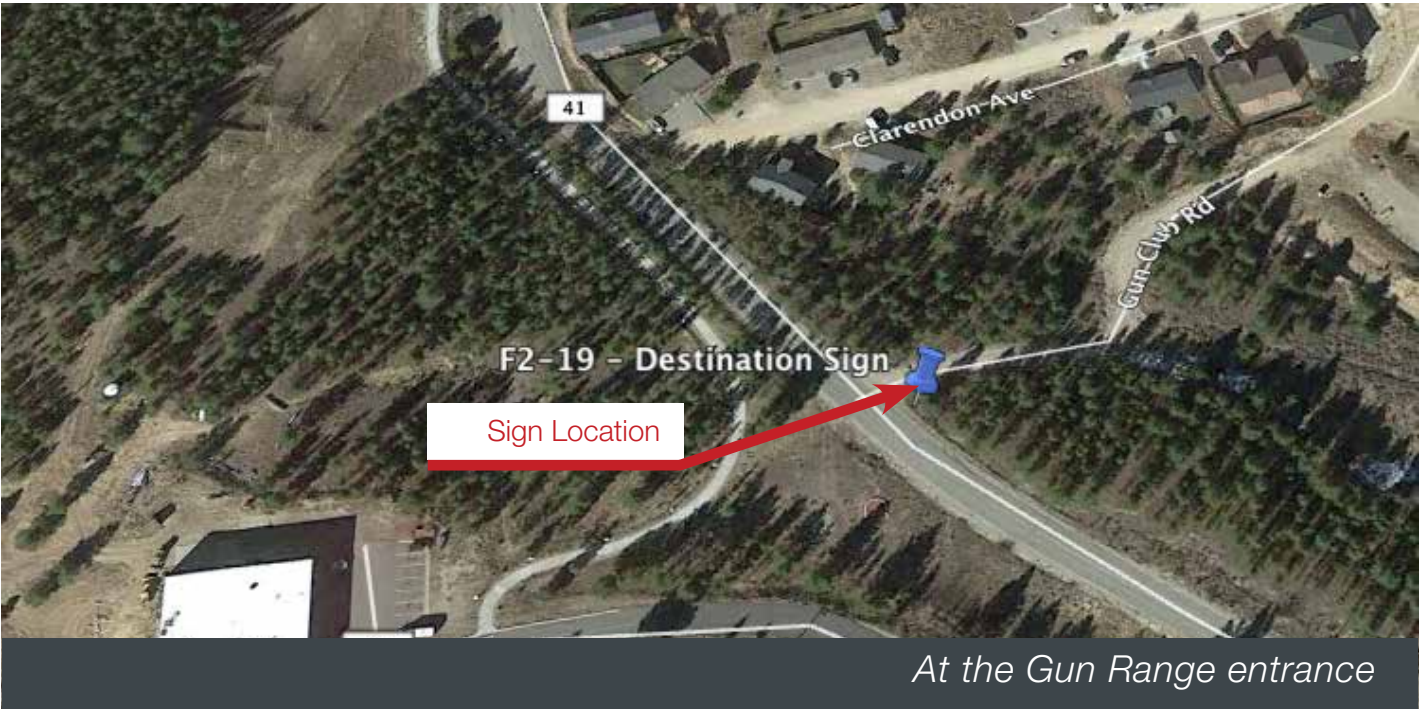 41
Clarendon Ave
Gun Club Rd
F2-19 - Destination Sign
Sign Location
At the Gun Range entrance